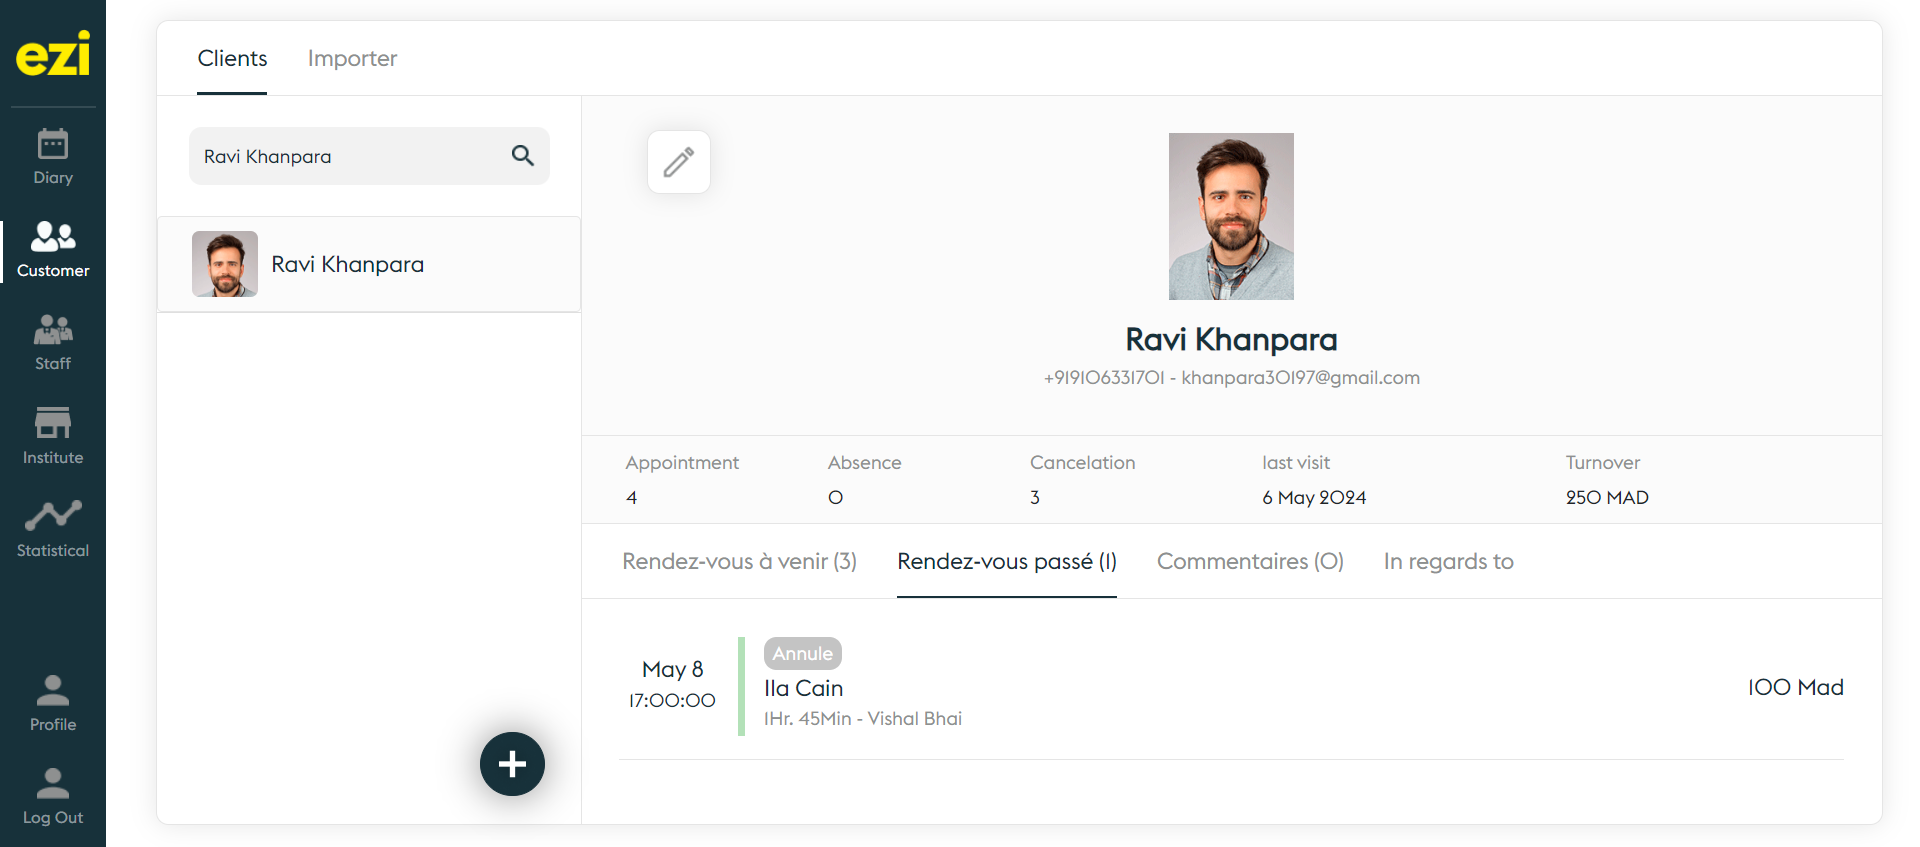 ezi
Diary
Customer
Staff
Institute
Statistical
Profile
Log Out
Clients Importer
Ravi Khanpara
Ravi Khanpara
Ravi Khanpara
+919106331701 - khanpara30197@gmail.com
Appointment Absence Cancelation last visit Turnover
4 0 3 6 May 2024 250 MAD
Rendez-vous à venir (3) Rendez-vous passé (1) Commentaires (0) In regards to
May 8
17:00:00
Annule
Ila Cain
1Hr. 45Min - Vishal Bhai
100 Mad